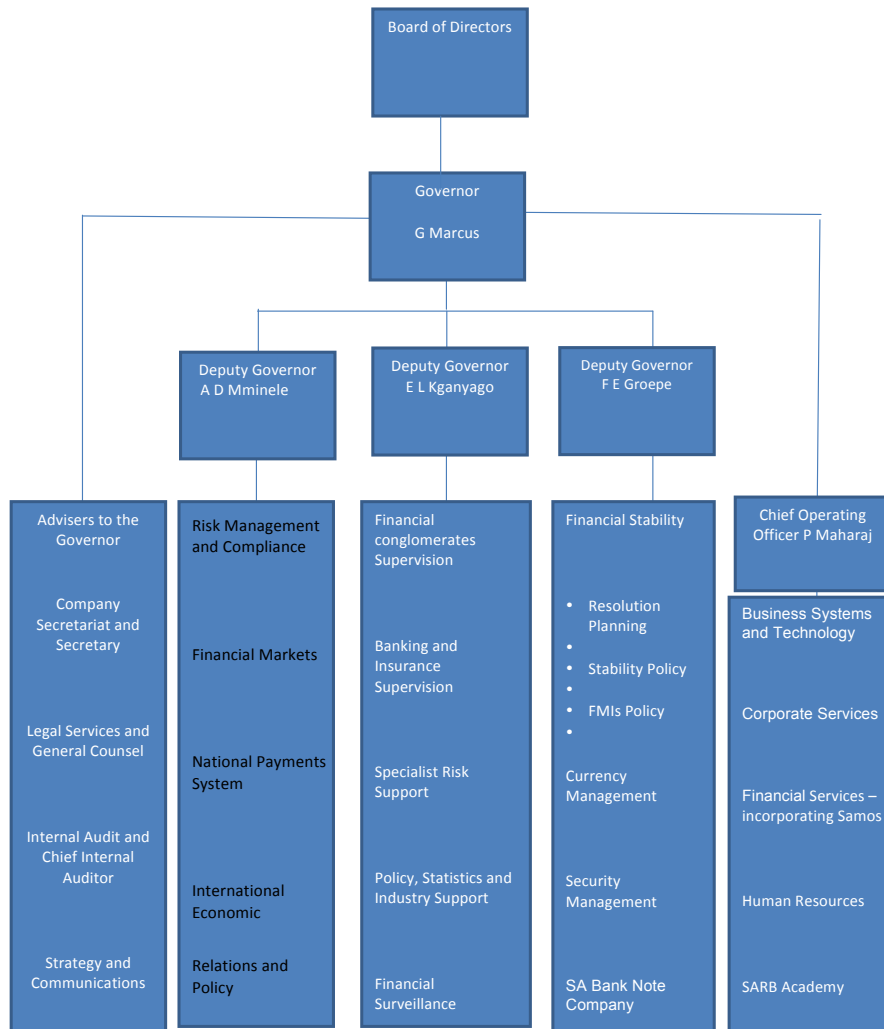 Board of Directors
Governor
G Marcus
Deputy Governor
A D Mminele
Deputy Governor
E L Kganyago
Deputy Governor
F E Groepe
Advisers to the
Governor
Company
Secretariat and
Secretary
Legal Services and
General Counsel
Internal Audit and
Chief Internal
Auditor
Strategy and
Communications
Risk Management
and Compliance
Financial Markets
National Payments
System
International
Economic
Relations and
Policy
Financial
conglomerates
Supervision
Banking and
Insurance
Supervision
Specialist Risk
Support
Policy, Statistics and
Industry Support
Financial
Surveillance
Financial Stability
• Resolution
Planning
•
• Stability Policy
•
• FMIs Policy
•
Currency
Management
Security
Management
SA Bank Note
Company
Chief Operating
Officer P Maharaj
Business Systems
and Technology
Corporate Services
Financial Services –
incorporating Samos
Human Resources
SARB Academy